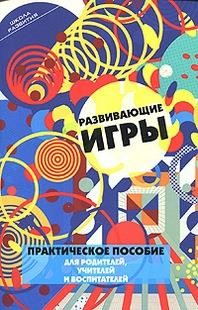 ШКОЛА
РАЗВИТИЯ
РАЗВИВАЮЩИЕ
ИГРЫ
ПРАКТИЧЕСКОЕ ПОСОБИЕ
ДЛЯ РОДИТЕЛЕЙ,
УЧИТЕЛЕЙ
И ВОСПИТАТЕЛЕЙ